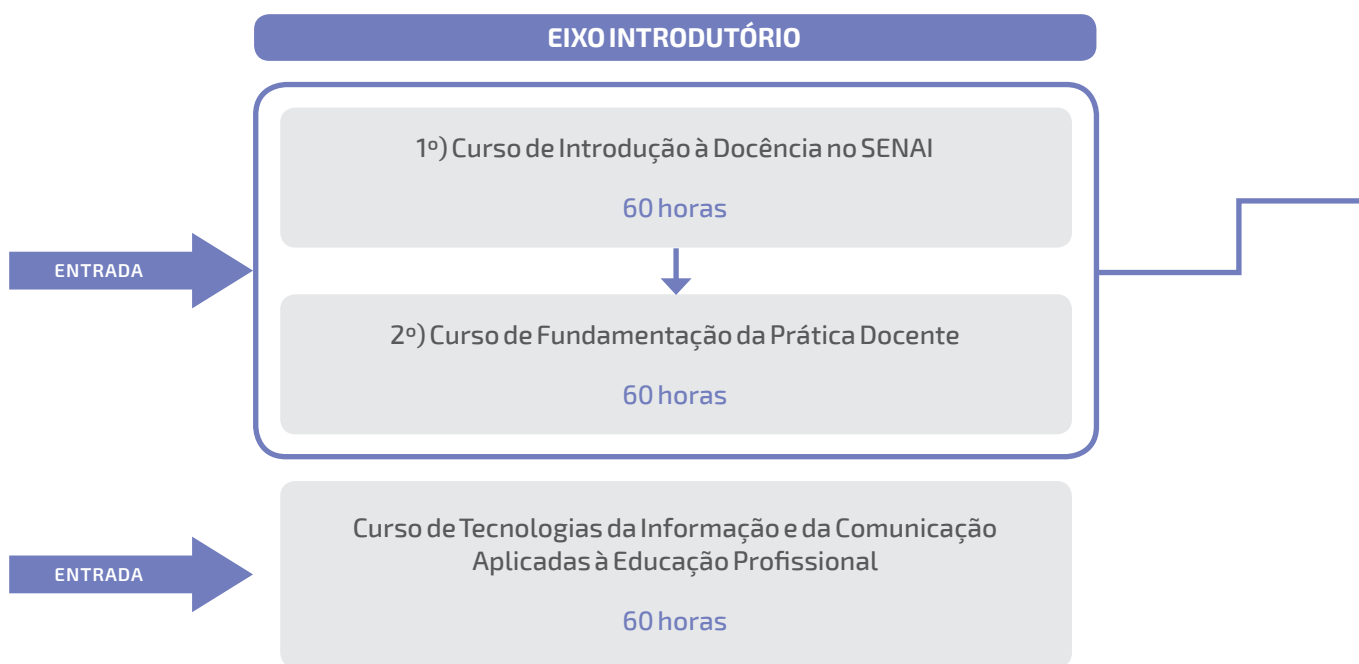 EIXO INTRODUTÓRIO
1º) Curso de Introdução à Docência no SENAI
60 horas
ENTRADA
2º) Curso de Fundamentação da Prática Docente
60 horas
Curso de Tecnologias da Informação e da Comunicação
Aplicadas à Educação Profissional
ENTRADA
60 horas